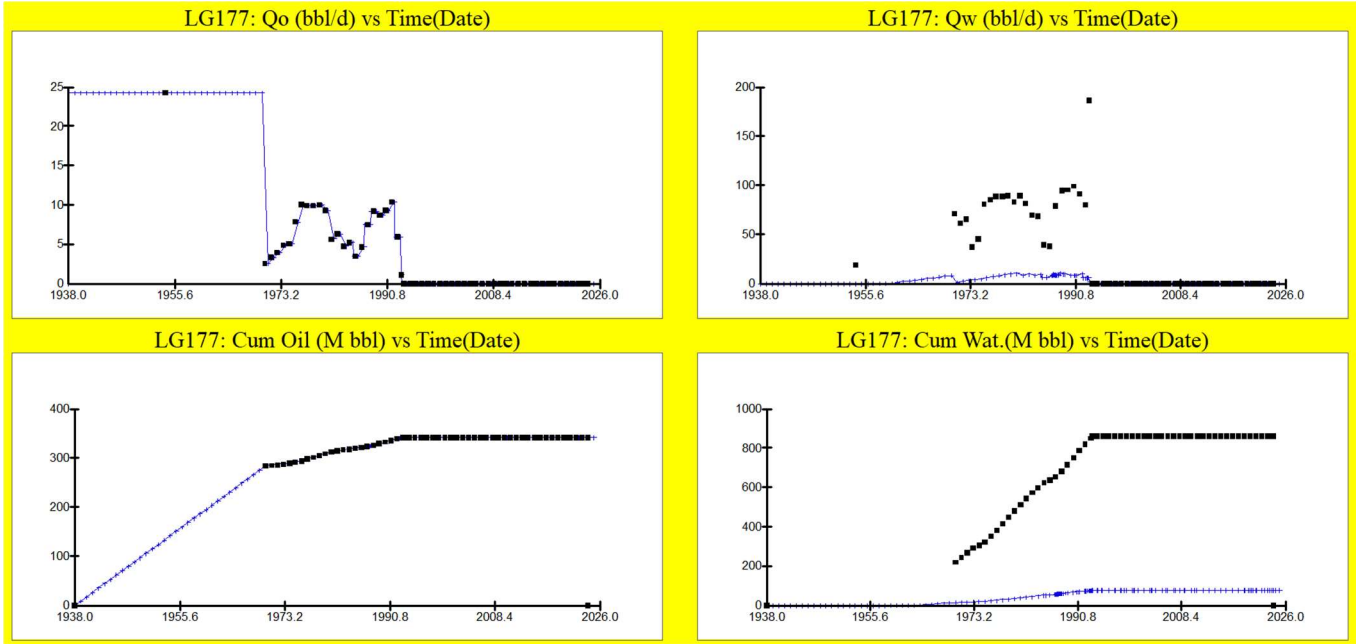 LG177: Qo (bbl/d) vs Time(Date)
25
20
15
10
5
0
1938.0 1955.6 1973.2 1990.8 2008.4 2026.0
LG177: Qw (bbl/d) vs Time(Date)
200
150
100
50
0
1938.0 1955.6 1973.2 1990.8 2008.4 2026.0
LG177: Cum Oil (M bbl) vs Time(Date)
400
300
200
100
0
1938.0 1955.6 1973.2 1990.8 2008.4 2026.0
LG177: Cum Wat.(M bbl) vs Time(Date)
1000
800
600
400
200
0
1938.0 1955.6 1973.2 1990.8 2008.4 2026.0